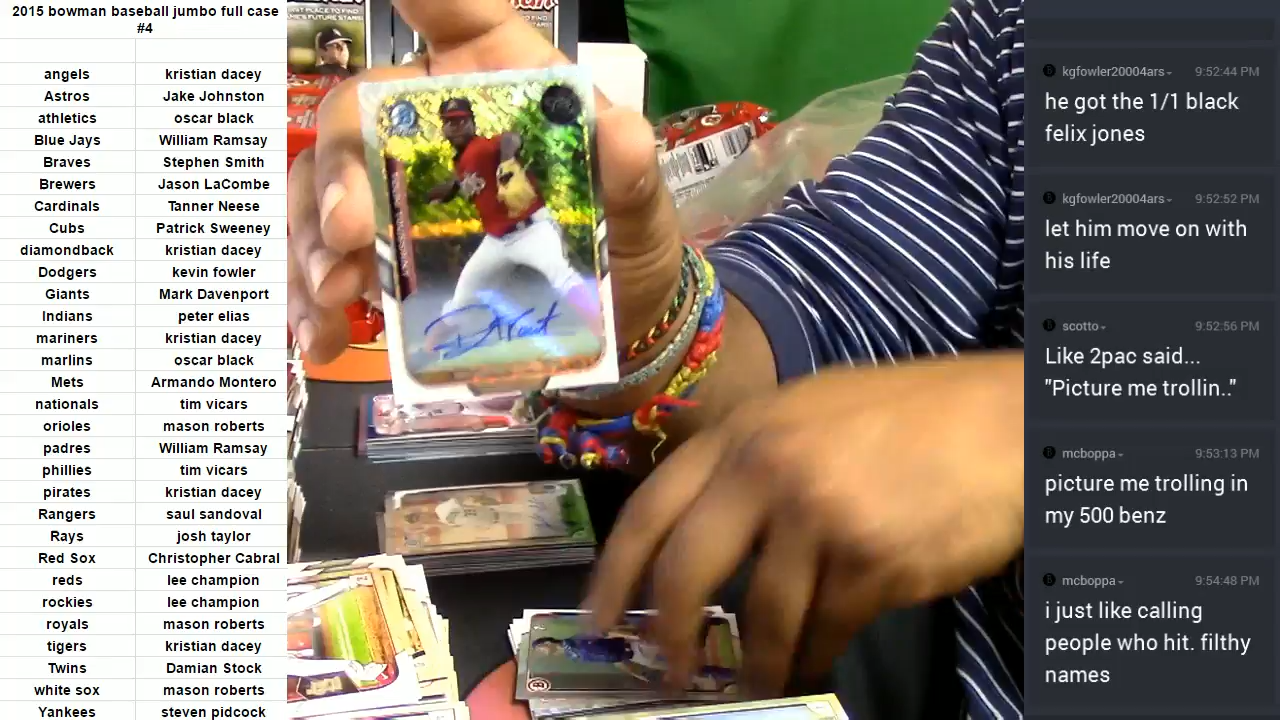 2015 bowman baseball jumbo full case
#4
angels kristian dacey
Astros Jake Johnston
athletics oscar black
Blue Jays William Ramsay
Braves Stephen Smith
Brewers Jason LaCombe
Cardinals Tanner Neese
Cubs Patrick Sweeney
diamondback kristian dacey
Dodgers kevin fowler
Giants Mark Davenport
Indians peter elias
mariners kristian dacey
marlins oscar black
Mets Armando Montero
nationals tim vicars
orioles mason roberts
padres William Ramsay
phillies tim vicars
pirates kristian dacey
Rangers saul sandoval
Rays josh taylor
Red Sox Christopher Cabral
reds lee champion
rockies lee champion
royals mason roberts
tigers kristian dacey
Twins Damian Stock
white sox mason roberts
Yankees steven pidcock
kgfowler20004ars 9:52:44 PM
he got the 1/1 black
felix jones
kgfowler20004ars 9:52:52 PM
let him move on with
his life
scotto 9:52:56 PM
Like 2pac said...
"Picture me trollin.."
mcboppa 9:53:13 PM
picture me trolling in
my 500 benz
mcboppa 9:54:48 PM
i just like calling
people who hit. filthy
names